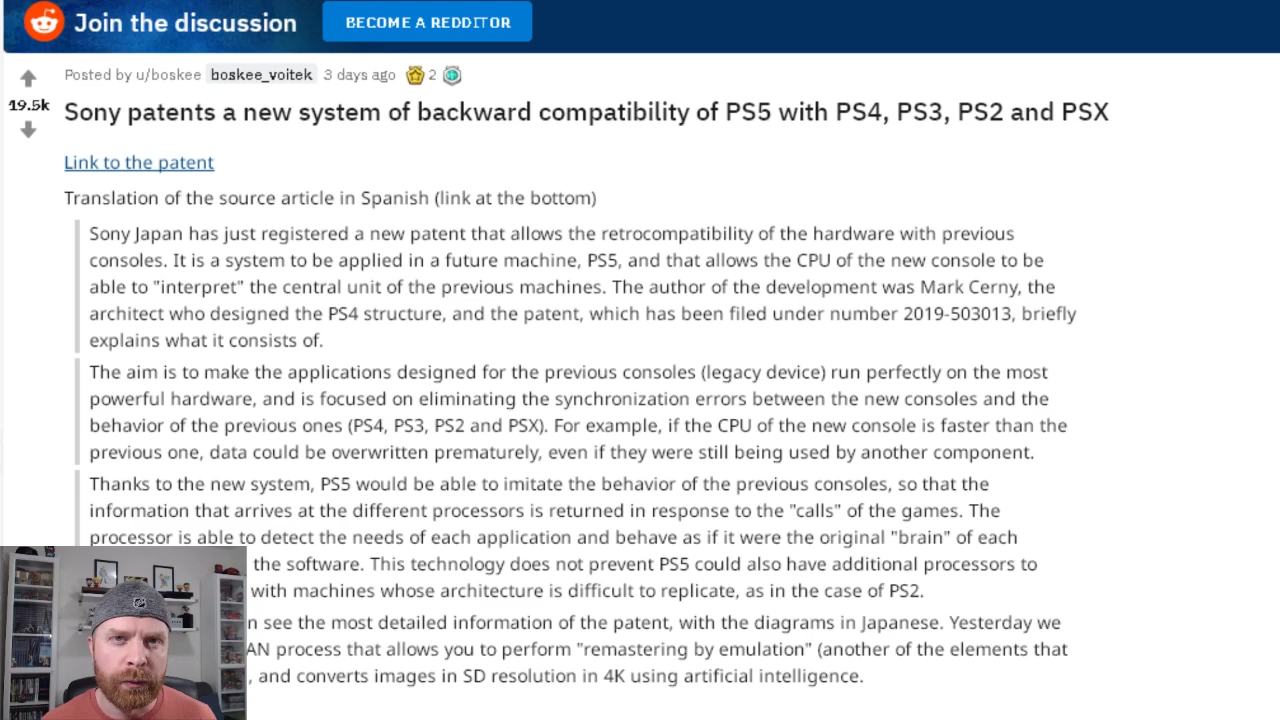 Join the discussion
BECOME A REDDITOR
Posted by u/boskee boskee_voitek 3 days ago 2
19.5k
Sony patents a new system of backward compatibility of PS5 with PS4, PS3, PS2 and PSX
Link to the patent
Translation of the source article in Spanish (link at the bottom)
Sony Japan has just registered a new patent that allows the retrocompatibility of the hardware with previous
consoles. It is a system to be applied in a future machine, PS5, and that allows the CPU of the new console to be
able to "interpret" the central unit of the previous machines. The author of the development was Mark Cerny, the
architect who designed the PS4 structure, and the patent, which has been filed under number 2019-503013, briefly
explains what it consists of.
The aim is to make the applications designed for the previous consoles (legacy device) run perfectly on the most
powerful hardware, and is focused on eliminating the synchronization errors between the new consoles and the
behavior of the previous ones (PS4, PS3, PS2 and PSX). For example, if the CPU of the new console is faster than the
previous one, data could be overwritten prematurely, even if they were still being used by another component.
Thanks to the new system, PS5 would be able to imitate the behavior of the previous consoles, so that the
information that arrives at the different processors is returned in response to the "calls" of the games. The
processor is able to detect the needs of each application and behave as if it were the original "brain" of each
the software. This technology does not prevent PS5 could also have additional processors to
with machines whose architecture is difficult to replicate, as in the case of PS2.
n see the most detailed information of the patent, with the diagrams in Japanese. Yesterday we
AN process that allows you to perform "remastering by emulation" (another of the elements that
, and converts images in SD resolution in 4K using artificial intelligence.